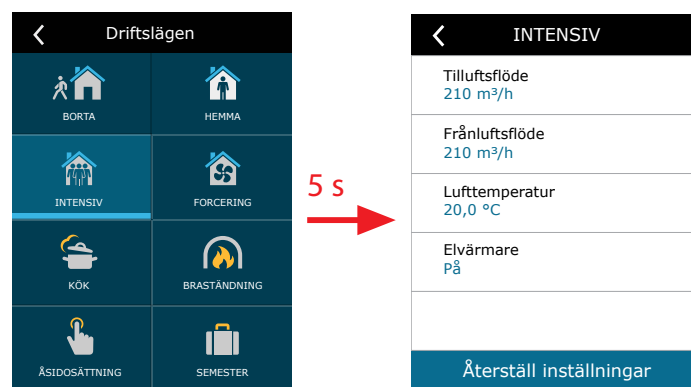 Driftslägen
BORTA
HEMMA
INTENSIV
FORCERING
KÖK
BRASTÄNDNING
ÅSIDOSÄTTNING
SEMESTER
5 s
INTENSIV
Tilluftsflöde
210 m³/h
Frånluftsflöde
210 m³/h
Lufttemperatur
20,0 °C
Elvärmare
På
Återställ inställningar